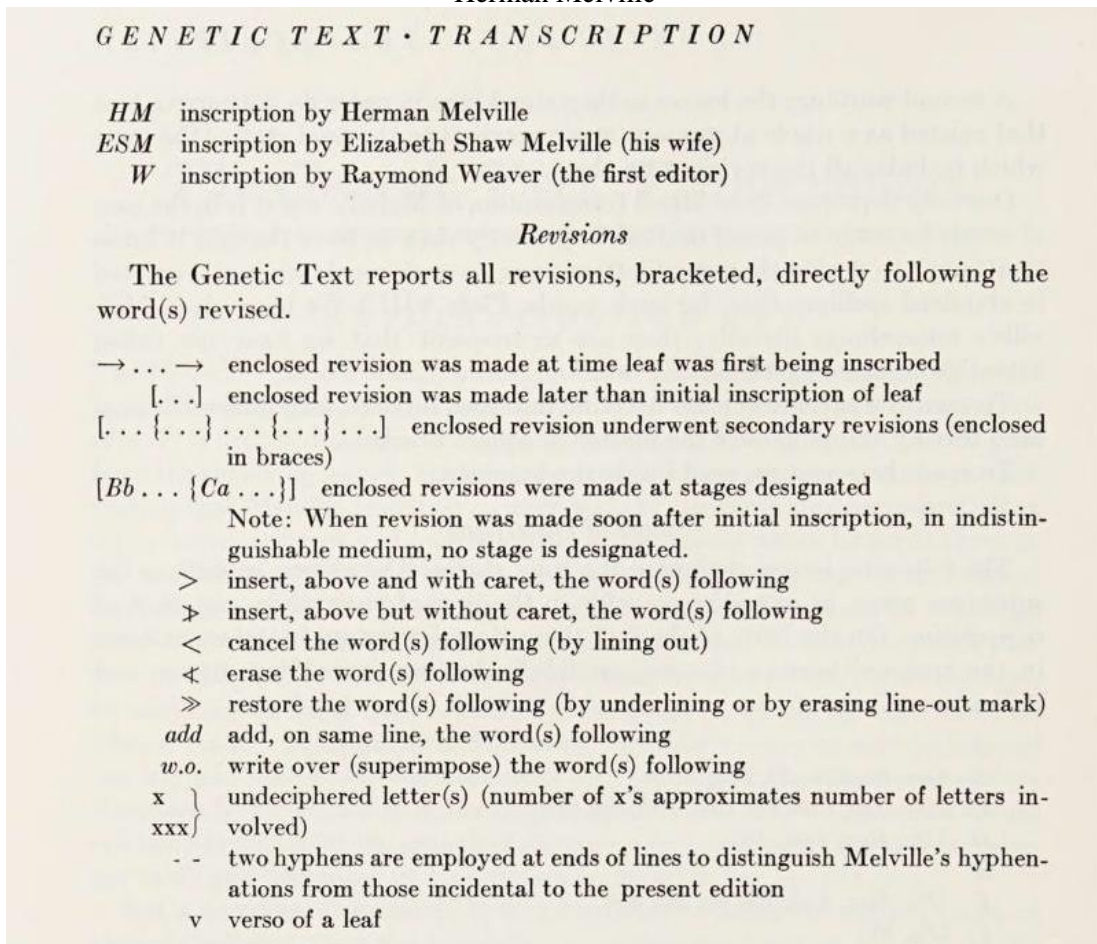 Herman Melville
GENETIC TEXT · TRANSCRIPTION
HM inscription by Herman Melville
ESM inscription by Elizabeth Shaw Melville (his wife)
W inscription by Raymond Weaver (the first editor)
Revisions
The Genetic Text reports all revisions, bracketed, directly following the
word(s) revised.
→ . . . → enclosed revision was made at time leaf was first being inscribed
[. . .] enclosed revision was made later than initial inscription of leaf
[. . . {. . .} . . . {. . .} . . .] enclosed revision underwent secondary revisions (enclosed
in braces)
[Bb . . . {Ca . . .}] enclosed revisions were made at stages designated
Note: When revision was made soon after initial inscription, in indistin-
guishable medium, no stage is designated.
> insert, above and with caret, the word(s) following
≯ insert, above but without caret, the word(s) following
< cancel the word(s) following (by lining out)
∢ erase the word(s) following
≫ restore the word(s) following (by underlining or by erasing line-out mark)
add add, on same line, the word(s) following
w.o. write over (superimpose) the word(s) following
x } undeciphered letter(s) (number of x's approximates number of letters in-
xxx } volved)
- - two hyphens are employed at ends of lines to distinguish Melville's hyphen-
ations from those incidental to the present edition
v verso of a leaf